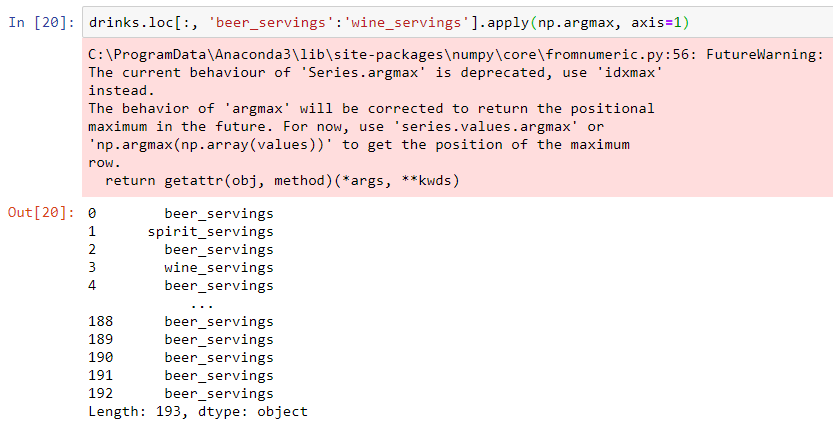 In [20]: drinks.loc[:, 'beer_servings':'wine_servings'].apply(np.argmax, axis=1)
C:\ProgramData\Anaconda3\lib\site-packages\numpy\core\fromnumeric.py:56: FutureWarning:
The current behaviour of 'Series.argmax' is deprecated, use 'idxmax'
instead.
The behavior of 'argmax' will be corrected to return the positional
maximum in the future. For now, use 'series.values.argmax' or
'np.argmax(np.array(values))' to get the position of the maximum
row.
  return getattr(obj, method)(*args, **kwds)
Out[20]: 0        beer_servings
1      spirit_servings
2        beer_servings
3        wine_servings
4        beer_servings
...
188      beer_servings
189      beer_servings
190      beer_servings
191      beer_servings
192      beer_servings
Length: 193, dtype: object